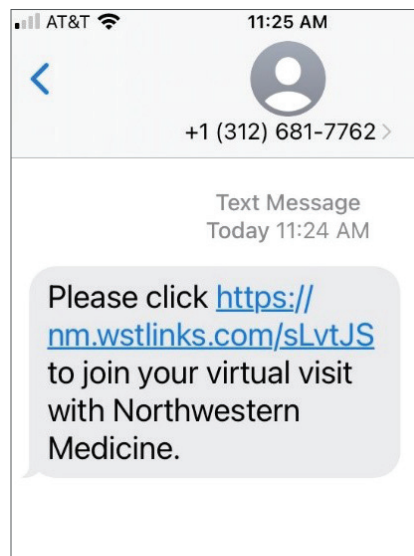 AT&T 11:25 AM
+1 (312) 681-7762
Text Message
Today 11:24 AM
Please click https://
nm.wstlinks.com/sLvtJS
to join your virtual visit
with Northwestern
Medicine.